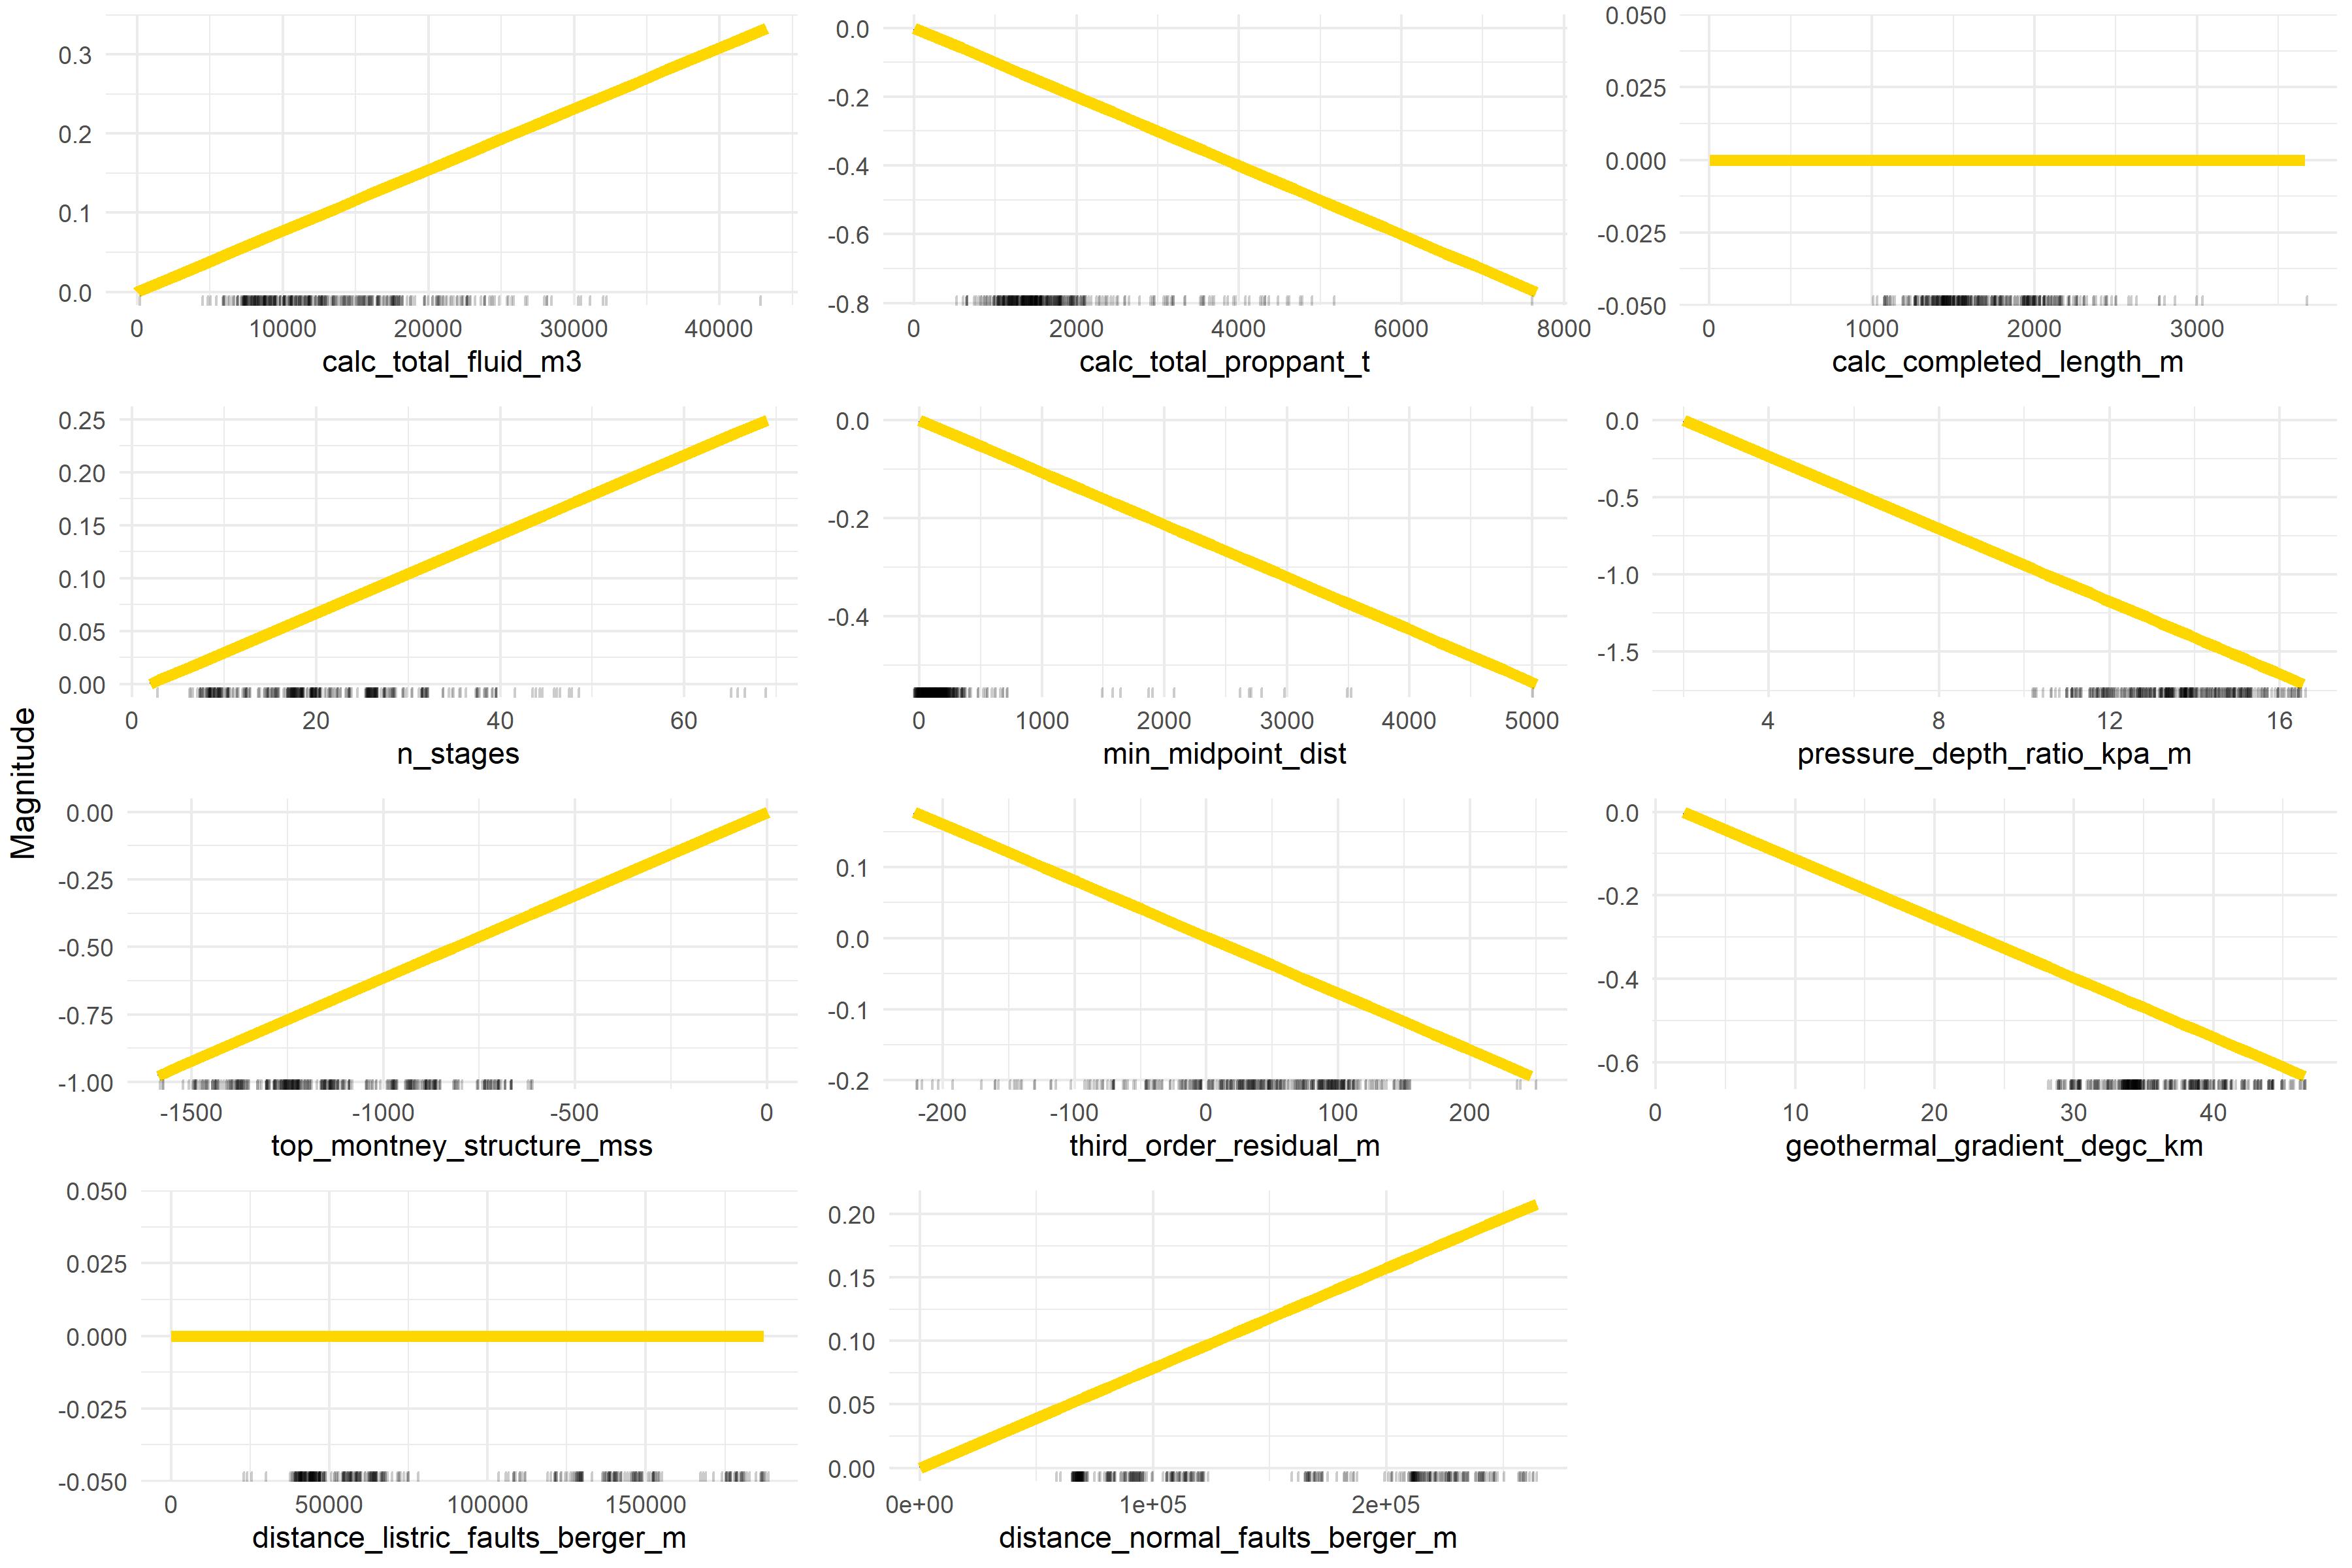 0.3
0.2
0.1
0.0
0 10000 20000 30000 40000
calc_total_fluid_m3
0.0
-0.2
-0.4
-0.6
-0.8
0 2000 4000 6000 8000
calc_total_proppant_t
0.050
0.025
0.000
-0.025
-0.050
0 1000 2000 3000
calc_completed_length_m
0.25
0.20
0.15
0.10
0.05
0.00
0 20 40 60
n_stages
0.0
-0.2
-0.4
0 1000 2000 3000 4000 5000
min_midpoint_dist
0.0
-0.5
-1.0
-1.5
4 8 12 16
pressure_depth_ratio_kpa_m
Magnitude
0.00
-0.25
-0.50
-0.75
-1.00
-1500 -1000 -500 0
top_montney_structure_mss
0.1
0.0
-0.1
-0.2
-200 -100 0 100 200
third_order_residual_m
0.0
-0.2
-0.4
-0.6
0 10 20 30 40
geothermal_gradient_degc_km
0.050
0.025
0.000
-0.025
-0.050
0 50000 100000 150000
distance_listric_faults_berger_m
0.20
0.15
0.10
0.05
0.00
0e+00 1e+05 2e+05
distance_normal_faults_berger_m